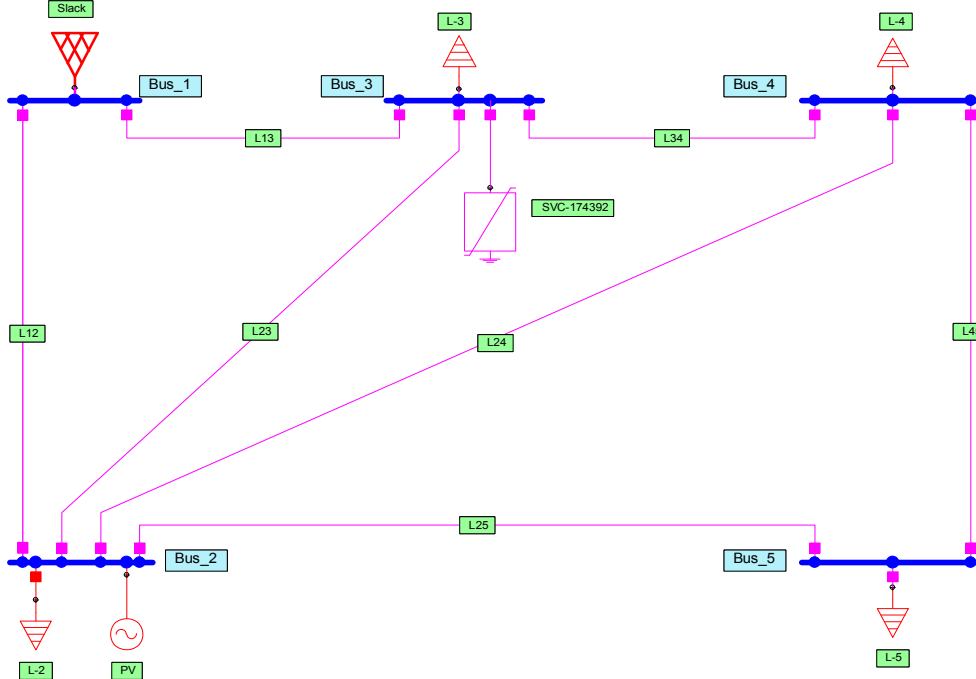 Slack
L-3
L-4
Bus_1
Bus_3
Bus_4
L13
L34
SVC-174392
L12
L23
L24
L25
Bus_2
Bus_5
L-2
PV
L-5